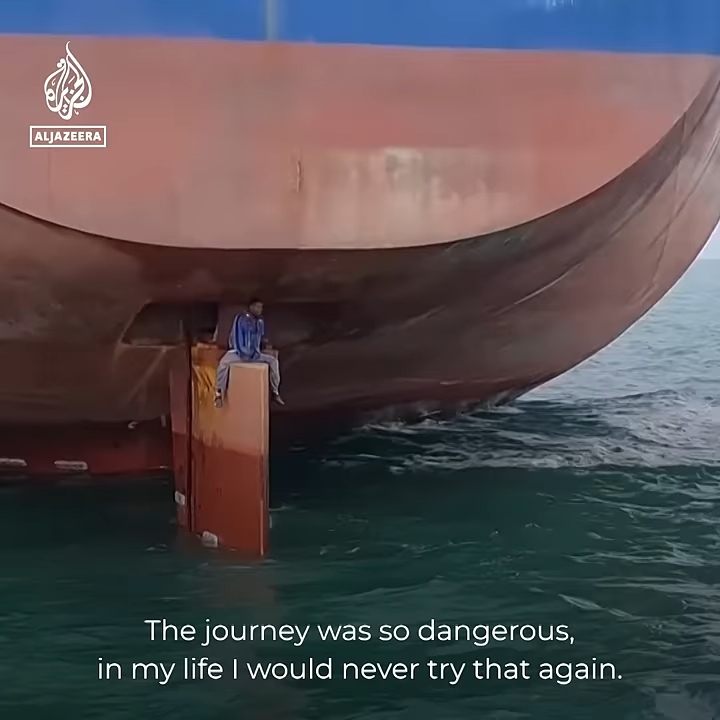 الجزيرة
ALJAZEERA
The journey was so dangerous,
in my life I would never try that again.